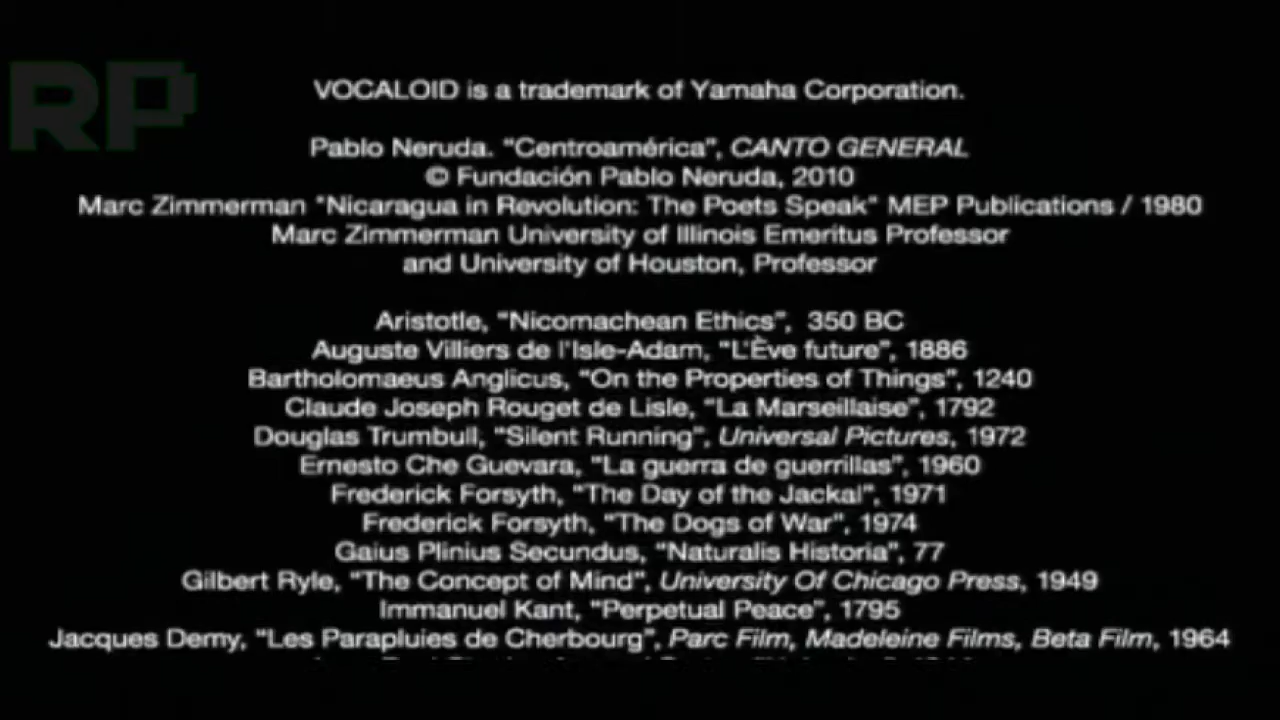 RP
VOCALOID is a trademark of Yamaha Corporation.
Pablo Neruda. “Centroamérica”, CANTO GENERAL
© Fundación Pablo Neruda, 2010
Marc Zimmerman "Nicaragua in Revolution: The Poets Speak" MEP Publications / 1980
Marc Zimmerman University of Illinois Emeritus Professor
and University of Houston, Professor
Aristotle, “Nicomachean Ethics”, 350 BC
Auguste Villiers de l'Isle-Adam, “L'Ève future”, 1886
Bartholomaeus Anglicus, “On the Properties of Things”, 1240
Claude Joseph Rouget de Lisle, “La Marseillaise”, 1792
Douglas Trumbull, “Silent Running”, Universal Pictures, 1972
Ernesto Che Guevara, “La guerra de guerrillas”, 1960
Frederick Forsyth, “The Day of the Jackal”, 1971
Frederick Forsyth, “The Dogs of War”, 1974
Gaius Plinius Secundus, “Naturalis Historia”, 77
Gilbert Ryle, “The Concept of Mind”, University Of Chicago Press, 1949
Immanuel Kant, “Perpetual Peace”, 1795
Jacques Demy, “Les Parapluies de Cherbourg”, Parc Film, Madeleine Films, Beta Film, 1964